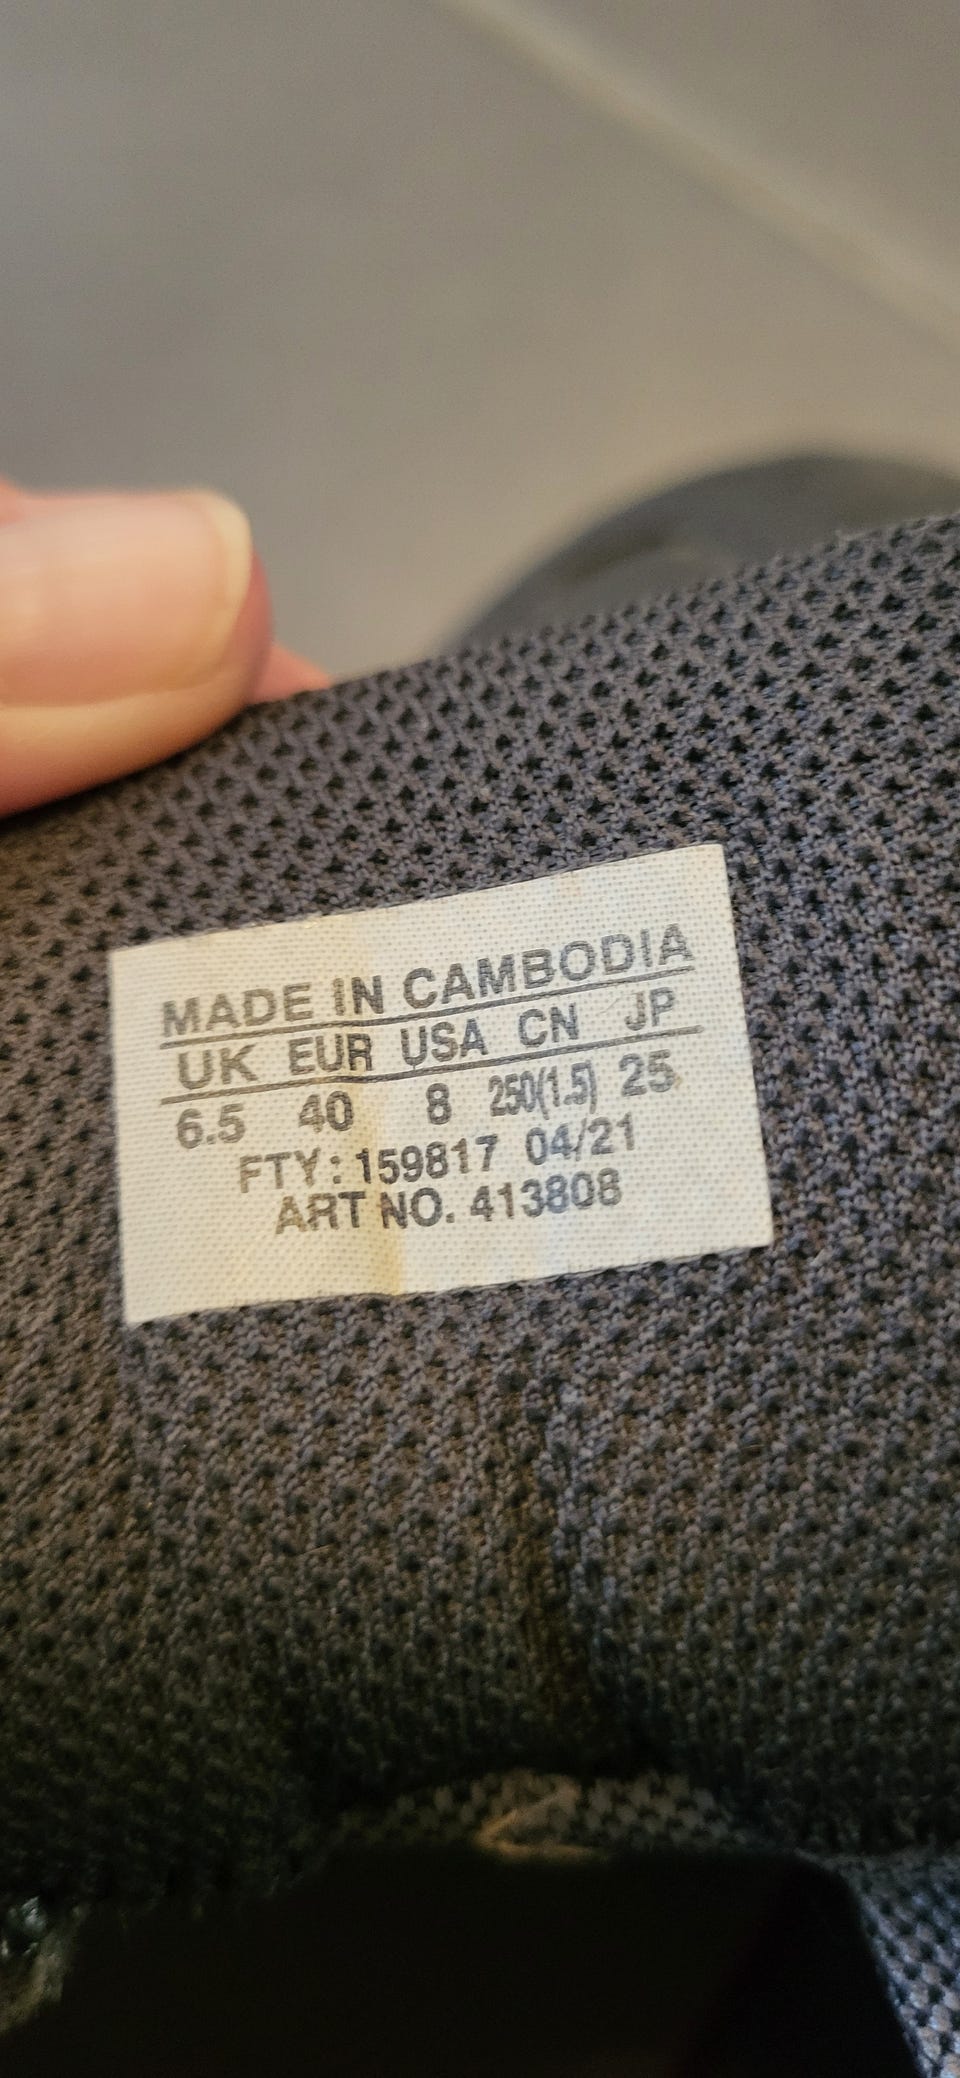 MADE IN CAMBODIA
UK EUR USA CN JP
6.5 40 8 250(1.5) 25
FTY: 159817 04/21
ART NO. 413808